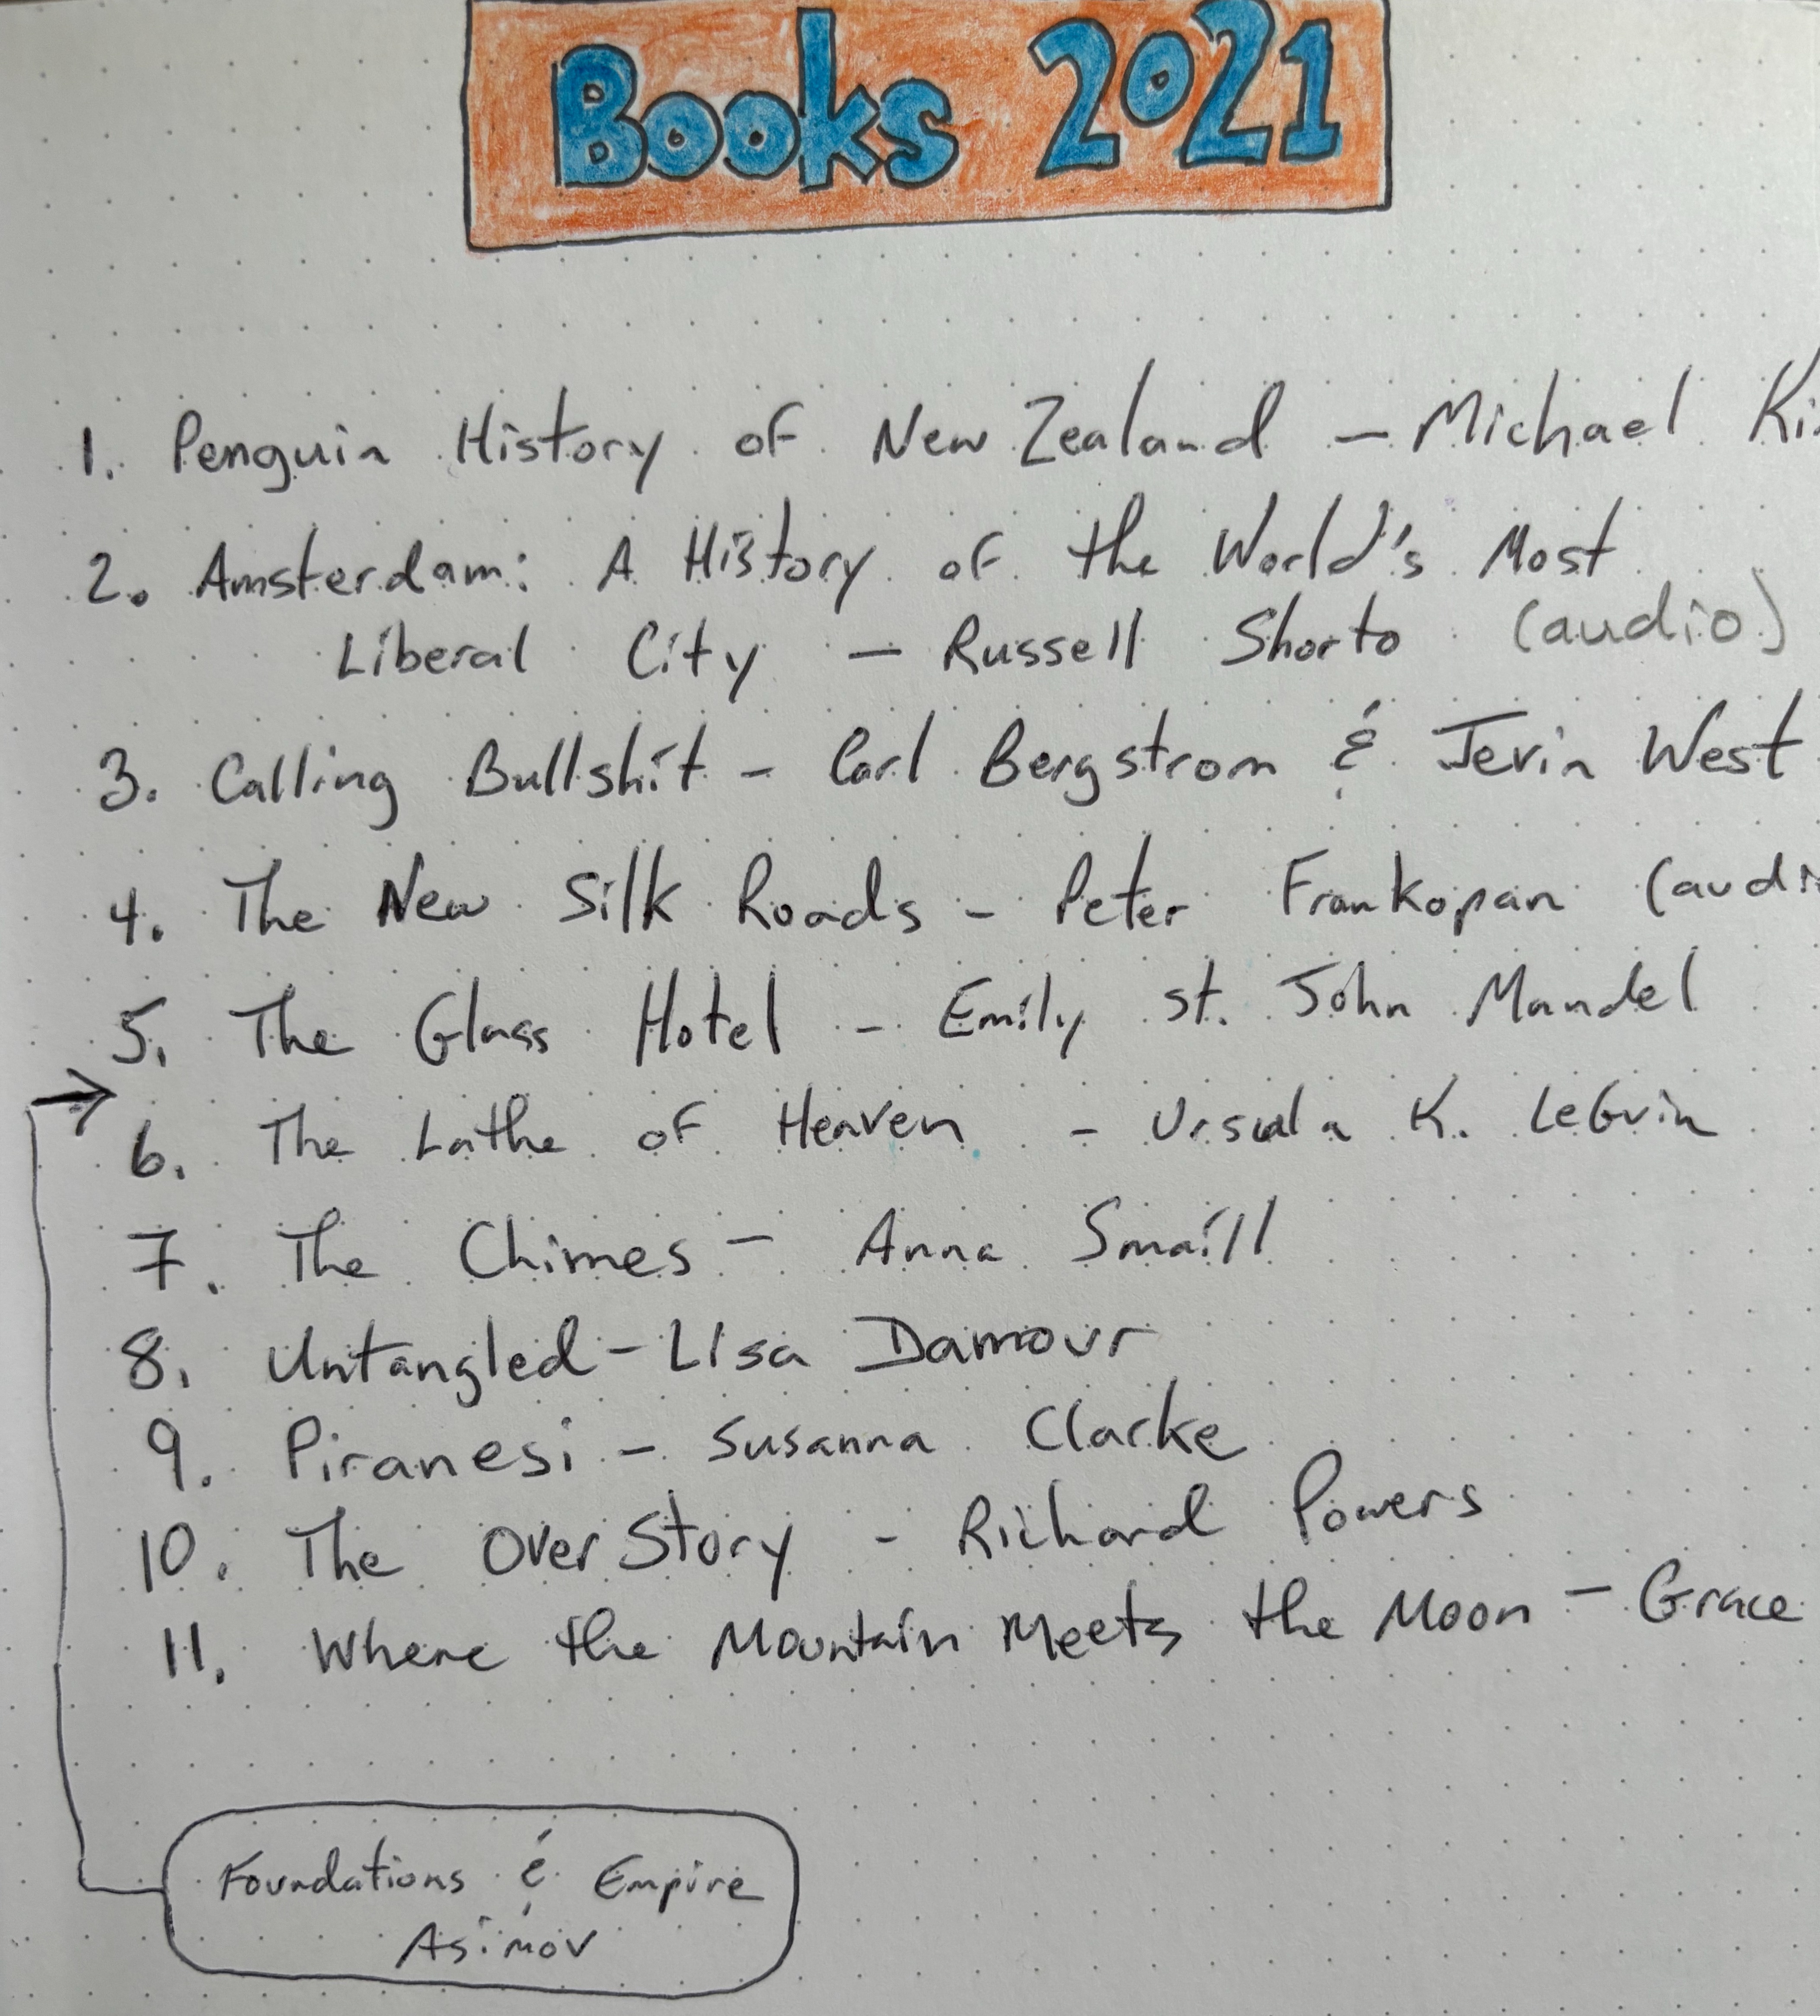 Books 2021
1. Penguin History of New Zealand – Michael Ki
2. Amsterdam: A History of the World's Most
Liberal City – Russell Shorto (audio)
3. Calling Bullshit – Carl Bergstrom & Jevin West
4. The New Silk Roads – Peter Frankopan (audi
5. The Glass Hotel – Emily St. John Mandel
6. The Lathe of Heaven – Ursula K. LeGuin
7. The Chimes – Anna Smaill
8. Untangled – Lisa Damour
9. Piranesi – Susanna Clarke
10. The OverStory – Richard Powers
11. Where the Mountain Meets the Moon – Grace
Foundations & Empire
Asimov